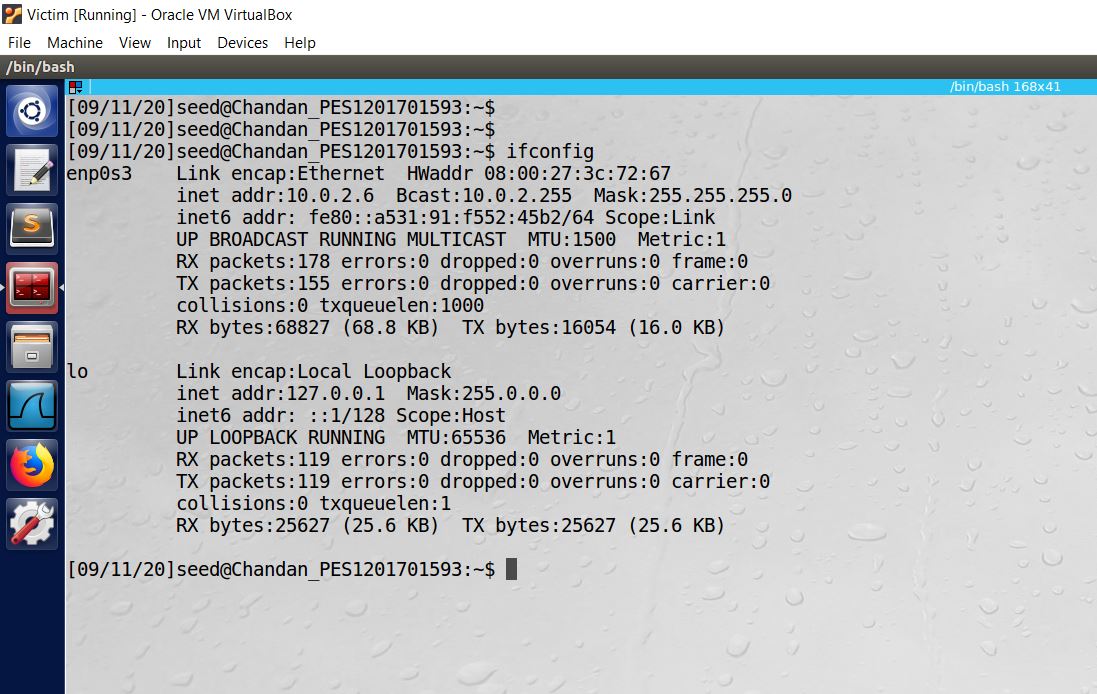 Victim [Running] - Oracle VM VirtualBox
File Machine View Input Devices Help
/bin/bash
/bin/bash 168x41
[09/11/20]seed@Chandan_PES1201701593:~$
[09/11/20]seed@Chandan_PES1201701593:~$
[09/11/20]seed@Chandan_PES1201701593:~$ ifconfig
enp0s3    Link encap:Ethernet  HWaddr 08:00:27:3c:72:67
          inet addr:10.0.2.6  Bcast:10.0.2.255  Mask:255.255.255.0
          inet6 addr: fe80::a531:91:f552:45b2/64 Scope:Link
          UP BROADCAST RUNNING MULTICAST  MTU:1500  Metric:1
          RX packets:178 errors:0 dropped:0 overruns:0 frame:0
          TX packets:155 errors:0 dropped:0 overruns:0 carrier:0
          collisions:0 txqueuelen:1000
          RX bytes:68827 (68.8 KB)  TX bytes:16054 (16.0 KB)
lo        Link encap:Local Loopback
          inet addr:127.0.0.1  Mask:255.0.0.0
          inet6 addr: ::1/128 Scope:Host
          UP LOOPBACK RUNNING  MTU:65536  Metric:1
          RX packets:119 errors:0 dropped:0 overruns:0 frame:0
          TX packets:119 errors:0 dropped:0 overruns:0 carrier:0
          collisions:0 txqueuelen:1
          RX bytes:25627 (25.6 KB)  TX bytes:25627 (25.6 KB)
[09/11/20]seed@Chandan_PES1201701593:~$